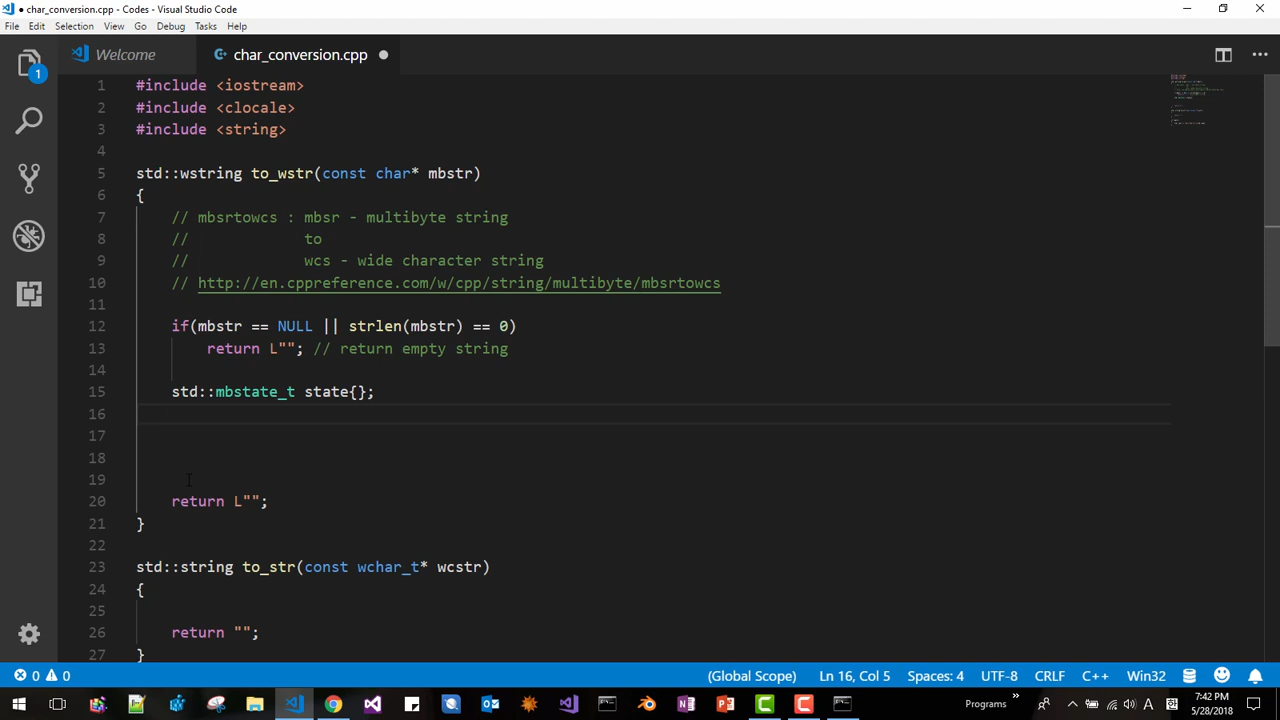 ● char_conversion.cpp - Codes - Visual Studio Code
File Edit Selection View Go Debug Tasks Help
Welcome char_conversion.cpp ●
1 #include <iostream>
2 #include <clocale>
3 #include <string>
4
5 std::wstring to_wstr(const char* mbstr)
6 {
7 // mbsrtowcs : mbsr - multibyte string
8 // to
9 // wcs - wide character string
10 // http://en.cppreference.com/w/cpp/string/multibyte/mbsrtowcs
11
12 if(mbstr == NULL || strlen(mbstr) == 0)
13 return L""; // return empty string
14
15 std::mbstate_t state{};
16
17
18
19
20 return L"";
21 }
22
23 std::string to_str(const wchar_t* wcstr)
24 {
25
26 return "";
27 }
1
0 0 (Global Scope) Ln 16, Col 5 Spaces: 4 UTF-8 CRLF C++ Win32
Programs » A 7:42 PM
5/28/2018